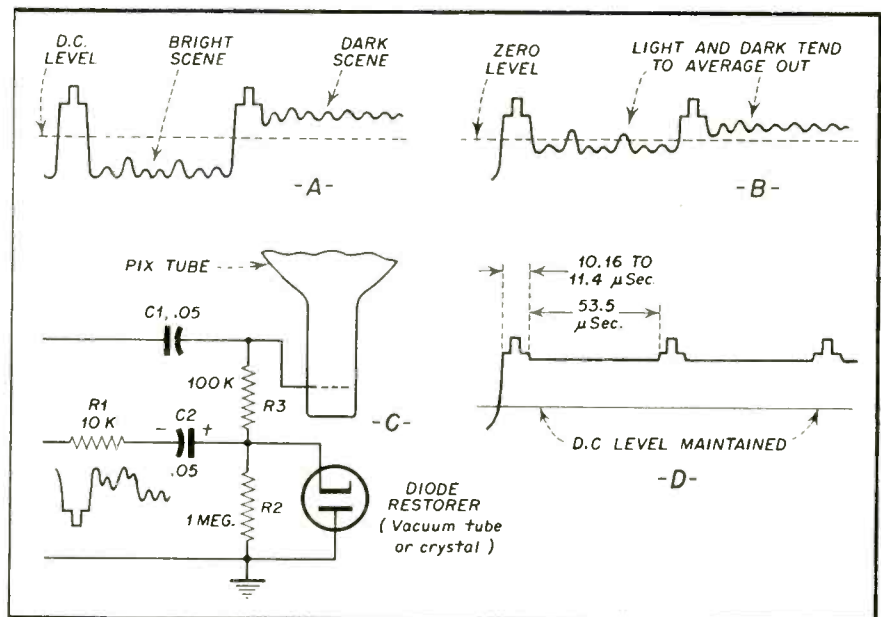 D.C.
LEVEL
BRIGHT
SCENE
DARK
SCENE
-A-
ZERO
LEVEL
LIGHT AND DARK TEND
TO AVERAGE OUT
-B-
PIX TUBE
C1, .05
100K
R3
R1
10 K
C2
- +
.05
1 MEG.
R2
-C-
DIODE
RESTORER
(Vacuum tube
or crystal)
10.16 TO
11.4 µSec.
53.5
µSec.
D.C LEVEL MAINTAINED
-D-